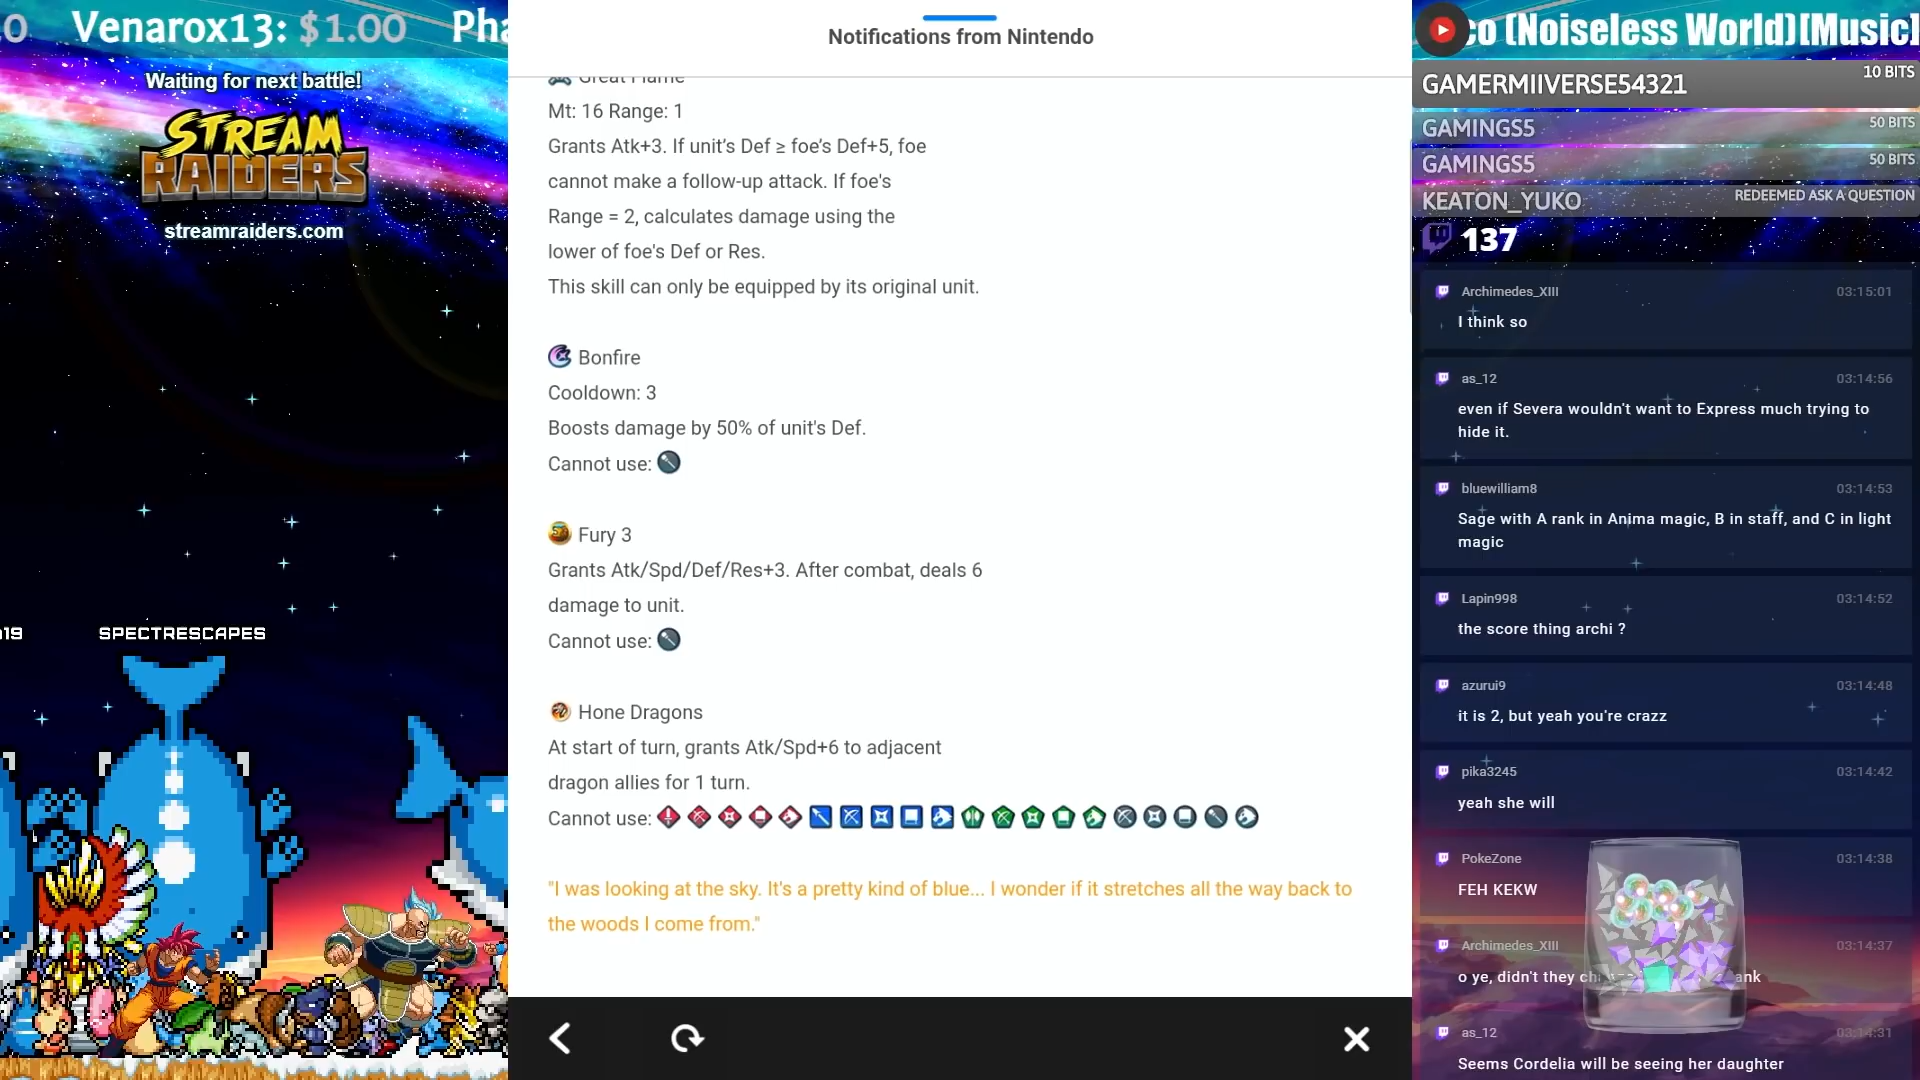 0 Venarox13: $1.00 Pha
Waiting for next battle!
STREAM
RAIDERS
streamraiders.com
19 SPECTRESCAPES
Notifications from Nintendo
Great Flame
Mt: 16 Range: 1
Grants Atk+3. If unit's Def ≥ foe's Def+5, foe
cannot make a follow-up attack. If foe's
Range = 2, calculates damage using the
lower of foe's Def or Res.
This skill can only be equipped by its original unit.
Bonfire
Cooldown: 3
Boosts damage by 50% of unit's Def.
Cannot use:
Fury 3
Grants Atk/Spd/Def/Res+3. After combat, deals 6
damage to unit.
Cannot use:
Hone Dragons
At start of turn, grants Atk/Spd+6 to adjacent
dragon allies for 1 turn.
Cannot use:
"I was looking at the sky. It's a pretty kind of blue... I wonder if it stretches all the way back to
the woods I come from."
co (Noiseless World)[Music]
GAMERMIIVERSE54321 10 BITS
GAMINGS5 50 BITS
GAMINGS5 50 BITS
KEATON_YUKO REDEEMED ASK A QUESTION
137
Archimedes_XIII 03:15:01
I think so
as_12 03:14:56
even if Severa wouldn't want to Express much trying to
hide it.
bluewilliam8 03:14:53
Sage with A rank in Anima magic, B in staff, and C in light
magic
Lapin998 03:14:52
the score thing archi ?
azurui9 03:14:48
it is 2, but yeah you're crazz
pika3245 03:14:42
yeah she will
PokeZone 03:14:38
FEH KEKW
Archimedes_XIII 03:14:37
o ye, didn't they
as_12 03:14:31
Seems Cordelia will be seeing her daughter